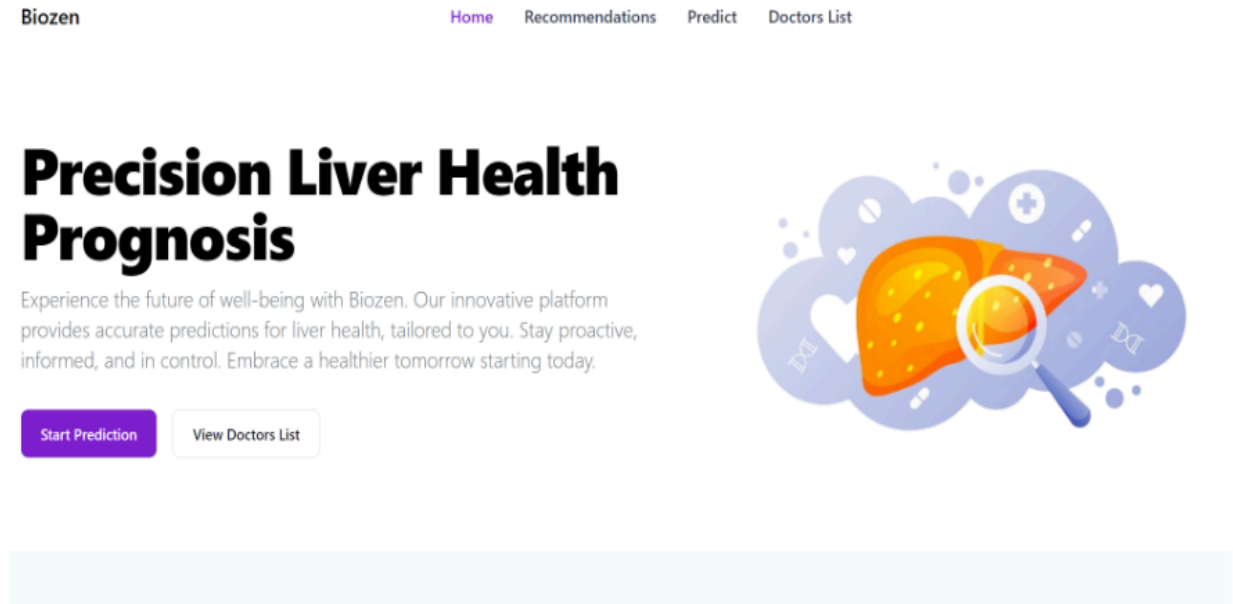 Biozen
Home Recommendations Predict Doctors List
Precision Liver Health
Prognosis
Experience the future of well-being with Biozen. Our innovative platform
provides accurate predictions for liver health, tailored to you. Stay proactive,
informed, and in control. Embrace a healthier tomorrow starting today.
Start Prediction
View Doctors List